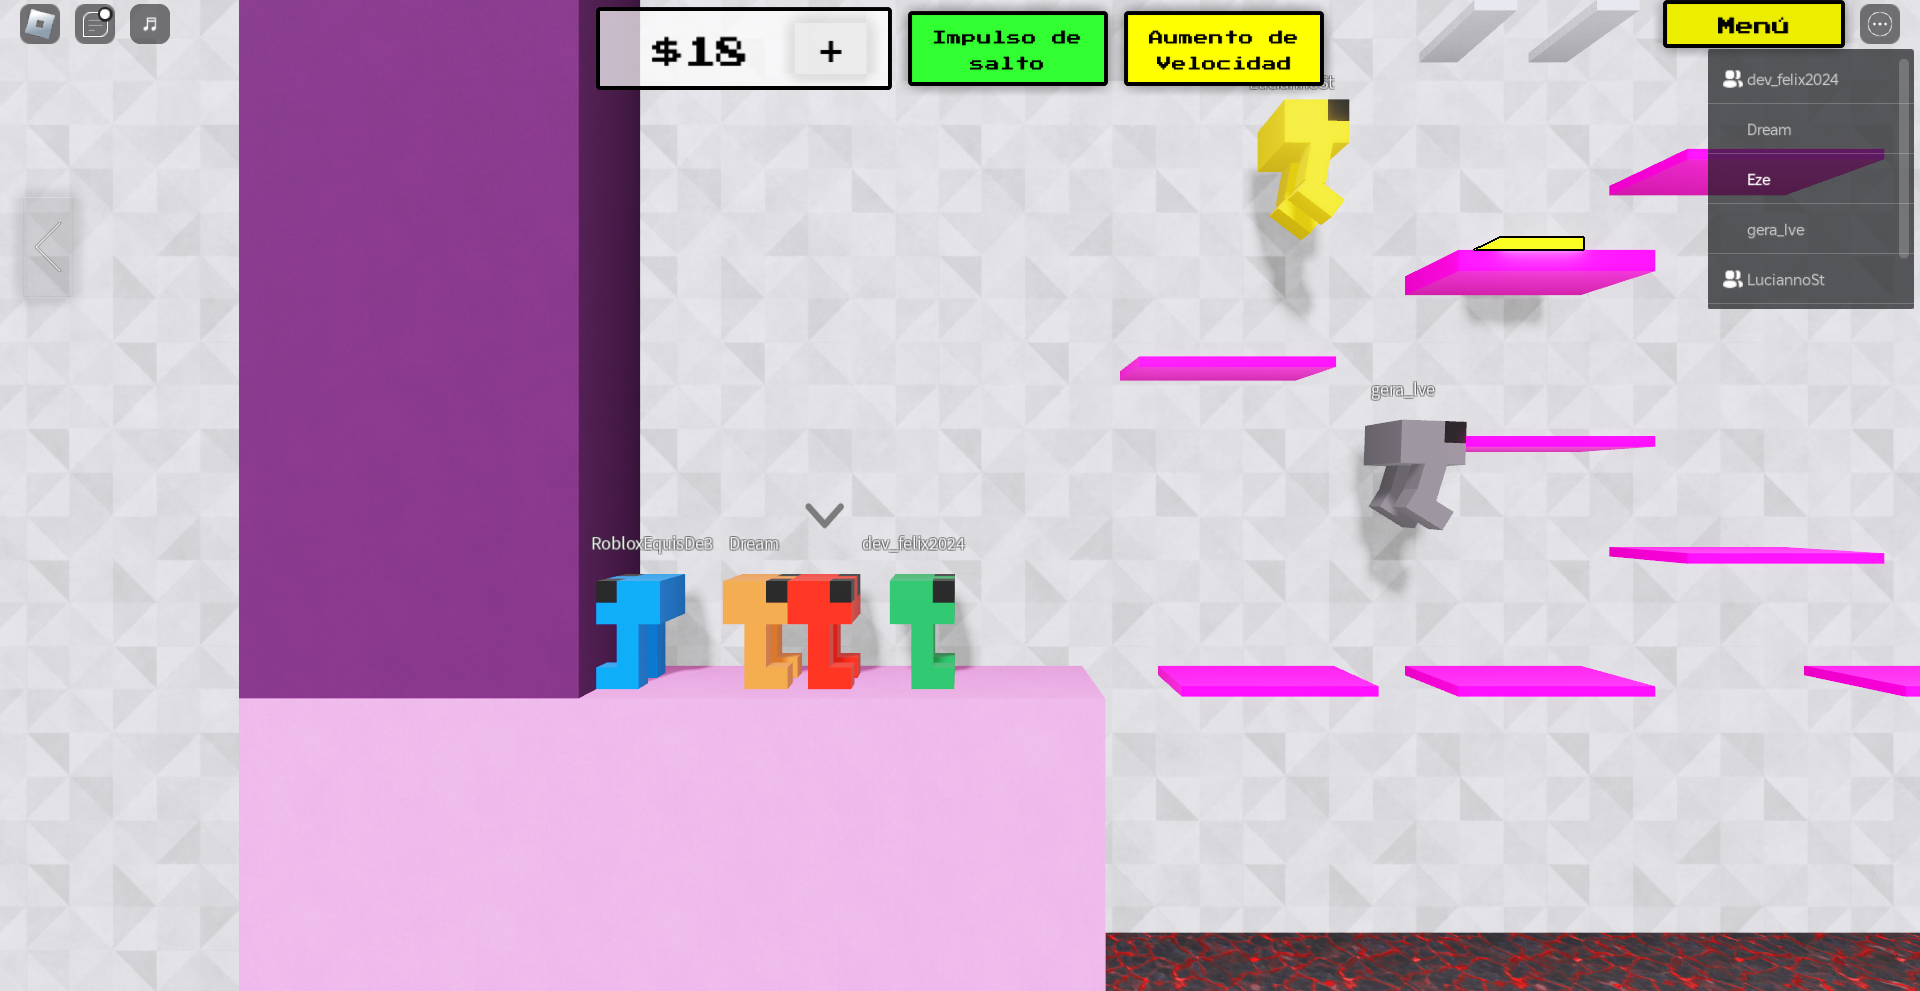 $18
+
Impulso de
salto
Aumento de
Velocidad
Menú
dev_felix2024
Dream
Eze
gera_lve
LuciannoSt
gera_lve
RobloxEquisDe3
Dream
dev_felix2024